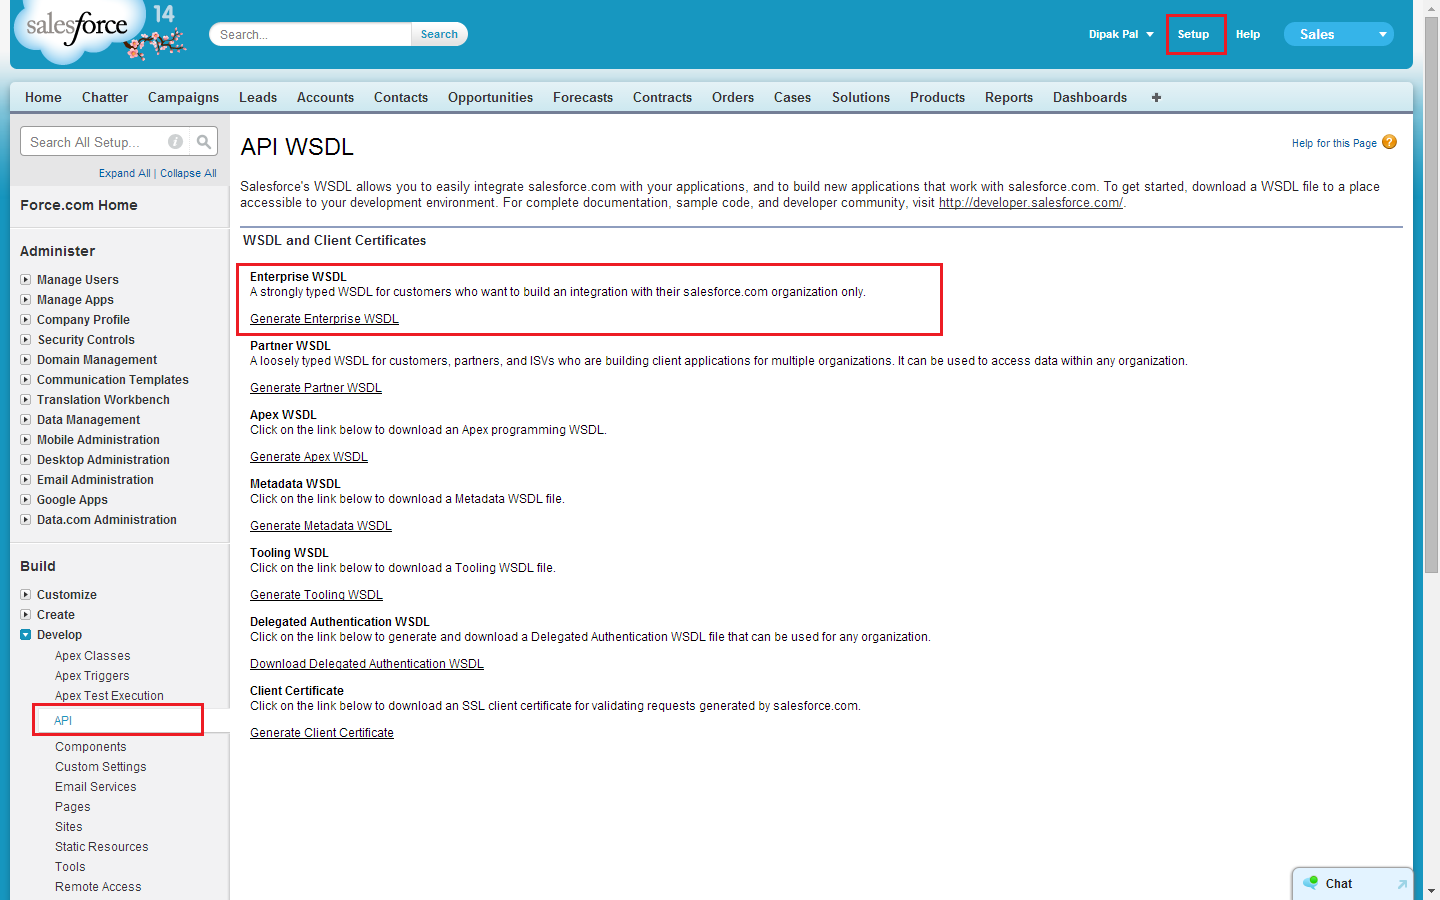 salesforce
14
Search...
Search
Dipak Pal
Setup
Help
Sales
Home Chatter Campaigns Leads Accounts Contacts Opportunities Forecasts Contracts Orders Cases Solutions Products Reports Dashboards +
Search All Setup...
Expand All | Collapse All
Force.com Home
Administer
Manage Users
Manage Apps
Company Profile
Security Controls
Domain Management
Communication Templates
Translation Workbench
Data Management
Mobile Administration
Desktop Administration
Email Administration
Google Apps
Data.com Administration
Build
Customize
Create
Develop
Apex Classes
Apex Triggers
Apex Test Execution
API
Components
Custom Settings
Email Services
Pages
Sites
Static Resources
Tools
Remote Access
API WSDL
Help for this Page ?
Salesforce's WSDL allows you to easily integrate salesforce.com with your applications, and to build new applications that work with salesforce.com. To get started, download a WSDL file to a place
accessible to your development environment. For complete documentation, sample code, and developer community, visit http://developer.salesforce.com/.
WSDL and Client Certificates
Enterprise WSDL
A strongly typed WSDL for customers who want to build an integration with their salesforce.com organization only.
Generate Enterprise WSDL
Partner WSDL
A loosely typed WSDL for customers, partners, and ISVs who are building client applications for multiple organizations. It can be used to access data within any organization.
Generate Partner WSDL
Apex WSDL
Click on the link below to download an Apex programming WSDL.
Generate Apex WSDL
Metadata WSDL
Click on the link below to download a Metadata WSDL file.
Generate Metadata WSDL
Tooling WSDL
Click on the link below to download a Tooling WSDL file.
Generate Tooling WSDL
Delegated Authentication WSDL
Click on the link below to generate and download a Delegated Authentication WSDL file that can be used for any organization.
Download Delegated Authentication WSDL
Client Certificate
Click on the link below to download an SSL client certificate for validating requests generated by salesforce.com.
Generate Client Certificate
Chat